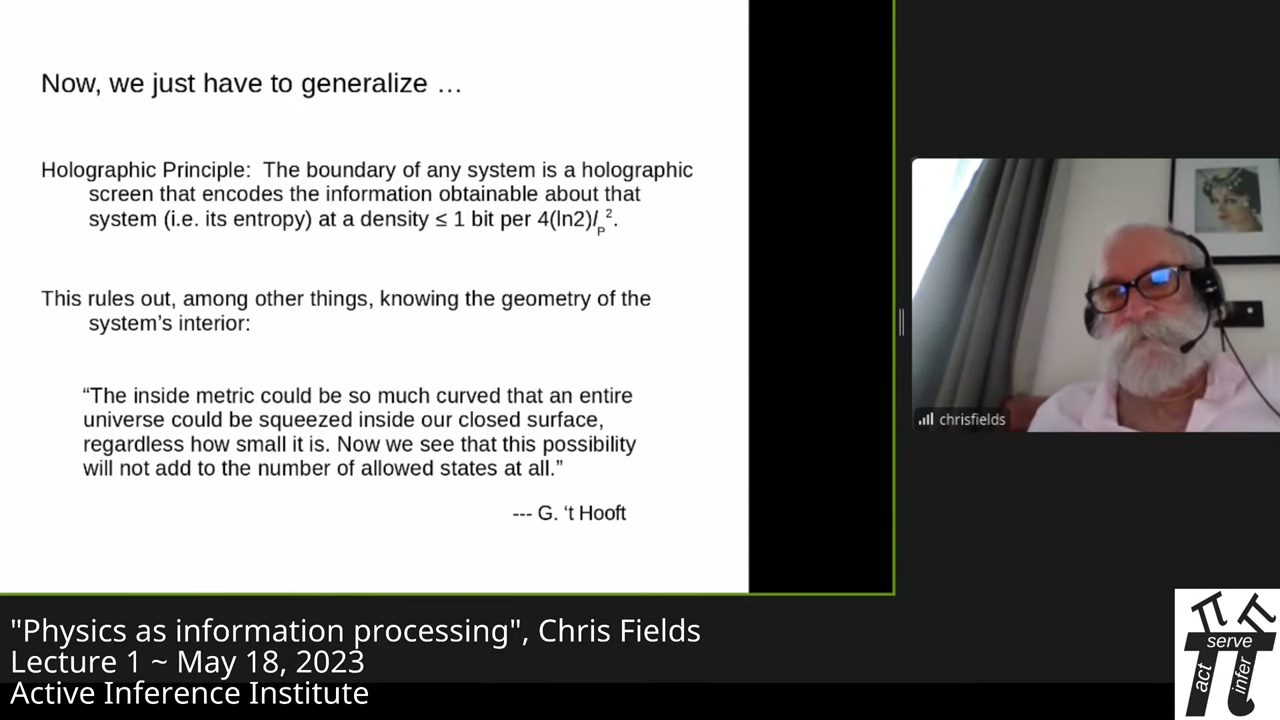 Now, we just have to generalize …
Holographic Principle:  The boundary of any system is a holographic
screen that encodes the information obtainable about that
system (i.e. its entropy) at a density ≤ 1 bit per 4(ln2)lₚ².
This rules out, among other things, knowing the geometry of the
system’s interior:
“The inside metric could be so much curved that an entire
universe could be squeezed inside our closed surface,
regardless how small it is. Now we see that this possibility
will not add to the number of allowed states at all.”
--- G. ‘t Hooft
chrisfields
"Physics as information processing", Chris Fields
Lecture 1 ~ May 18, 2023
Active Inference Institute
serve
act
infer